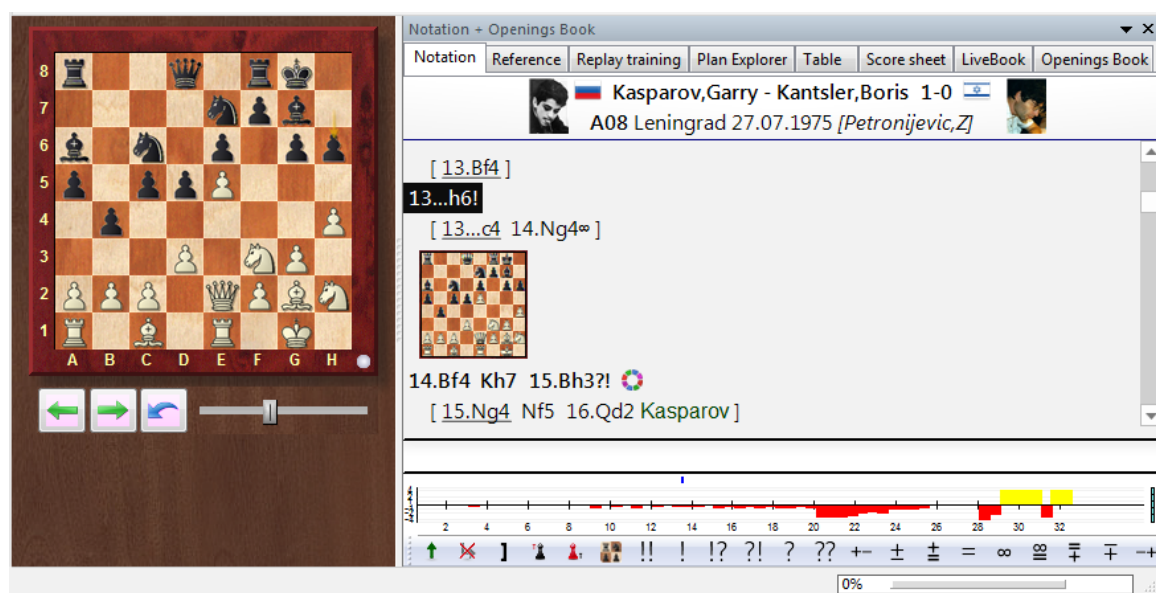 Notation + Openings Book
Notation Reference Replay training Plan Explorer Table Score sheet LiveBook Openings Book
Kasparov,Garry - Kantsler,Boris 1-0
A08 Leningrad 27.07.1975 [Petronijevic,Z]
[ 13.Bf4 ]
13...h6!
[ 13...c4 14.Ng4∞ ]
14.Bf4 Kh7 15.Bh3?!
[ 15.Ng4 Nf5 16.Qd2 Kasparov ]
8
7
6
5
4
3
2
1
A B C D E F G H
2 4 6 8 10 12 14 16 18 20 22 24 26 28 30 32
] T !! ! !? ?! ? ?? +- ± ⩲ = ∞ ⯹ ⩱ ∓ -+
0%